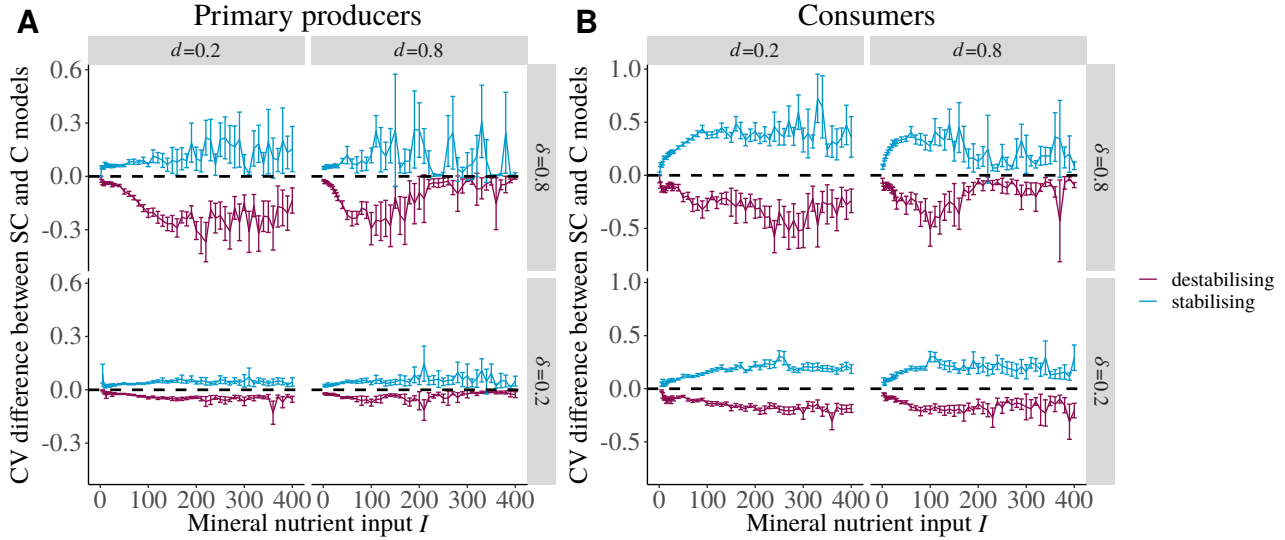 A
Primary producers
d=0.2
d=0.8
CV difference between SC and C models
0.6
0.3
0.0
-0.3
δ=0.8
0.6
0.3
0.0
-0.3
δ=0.2
0 100 200 300 400
0 100 200 300 400
Mineral nutrient input I
B
Consumers
d=0.2
d=0.8
CV difference between SC and C models
1.0
0.5
0.0
-0.5
δ=0.8
1.0
0.5
0.0
-0.5
δ=0.2
0 100 200 300 400
0 100 200 300 400
Mineral nutrient input I
destabilising
stabilising